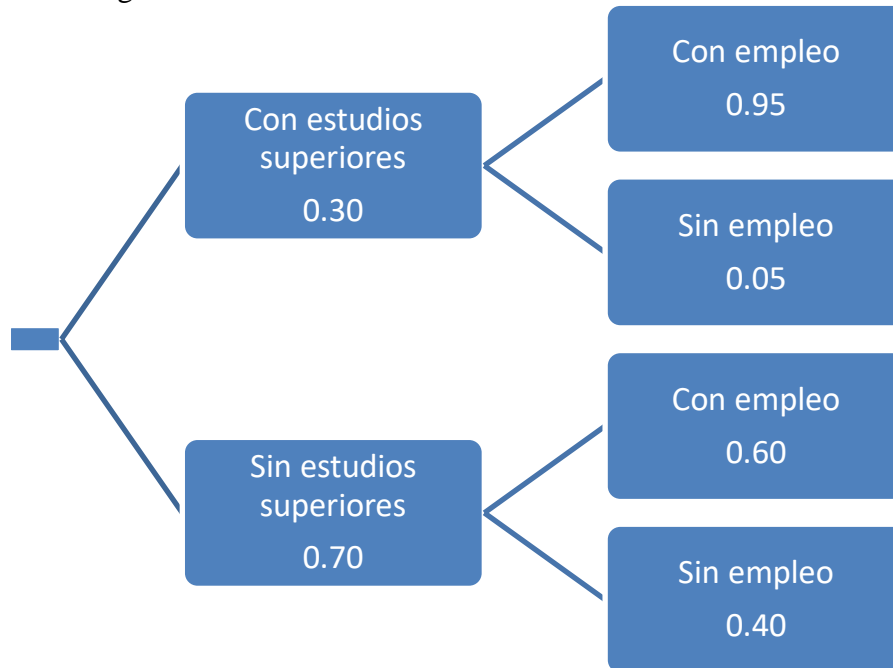 Con empleo
0.95
Con estudios
superiores
0.30
Sin empleo
0.05
Con empleo
0.60
Sin estudios
superiores
0.70
Sin empleo
0.40